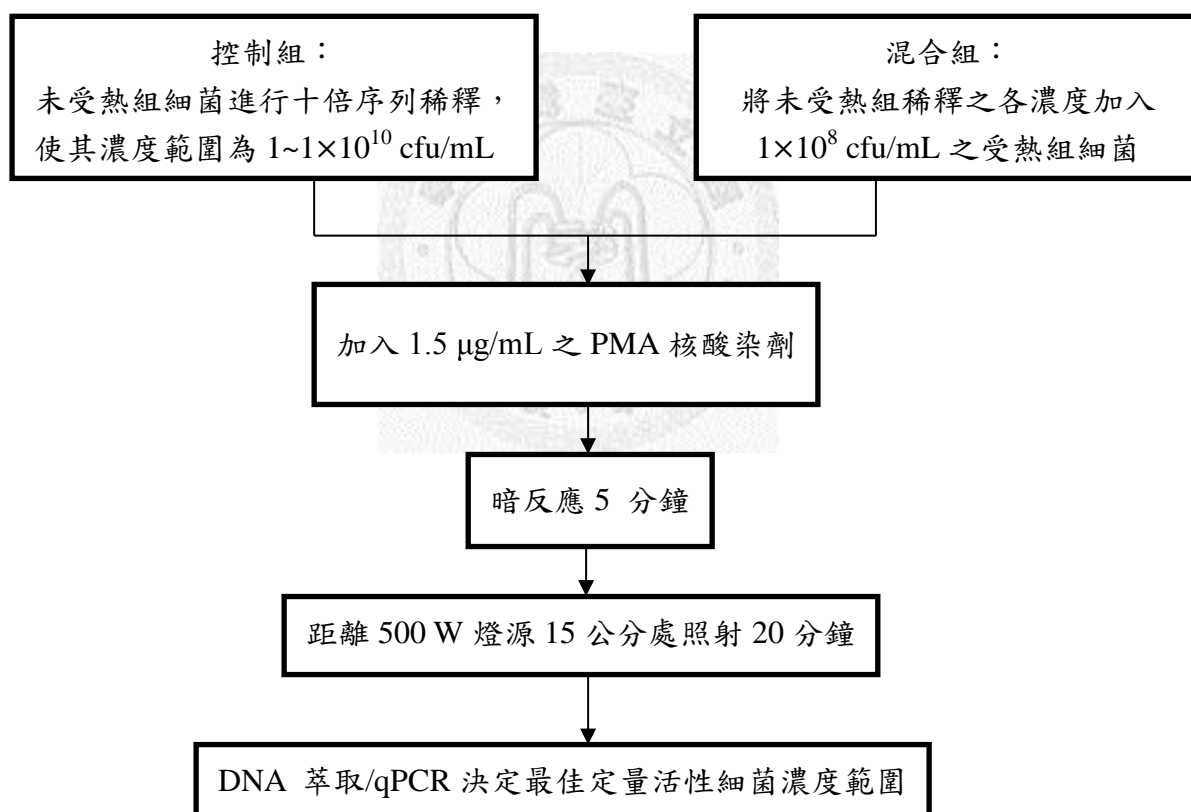 控制組：
未受熱組細菌進行十倍序列稀釋，
使其濃度範圍為 1~1×10¹⁰ cfu/mL
混合組：
將未受熱組稀釋之各濃度加入
1×10⁸ cfu/mL 之受熱組細菌
加入 1.5 μg/mL 之 PMA 核酸染劑
暗反應 5 分鐘
距離 500 W 燈源 15 公分處照射 20 分鐘
DNA 萃取/qPCR 決定最佳定量活性細菌濃度範圍